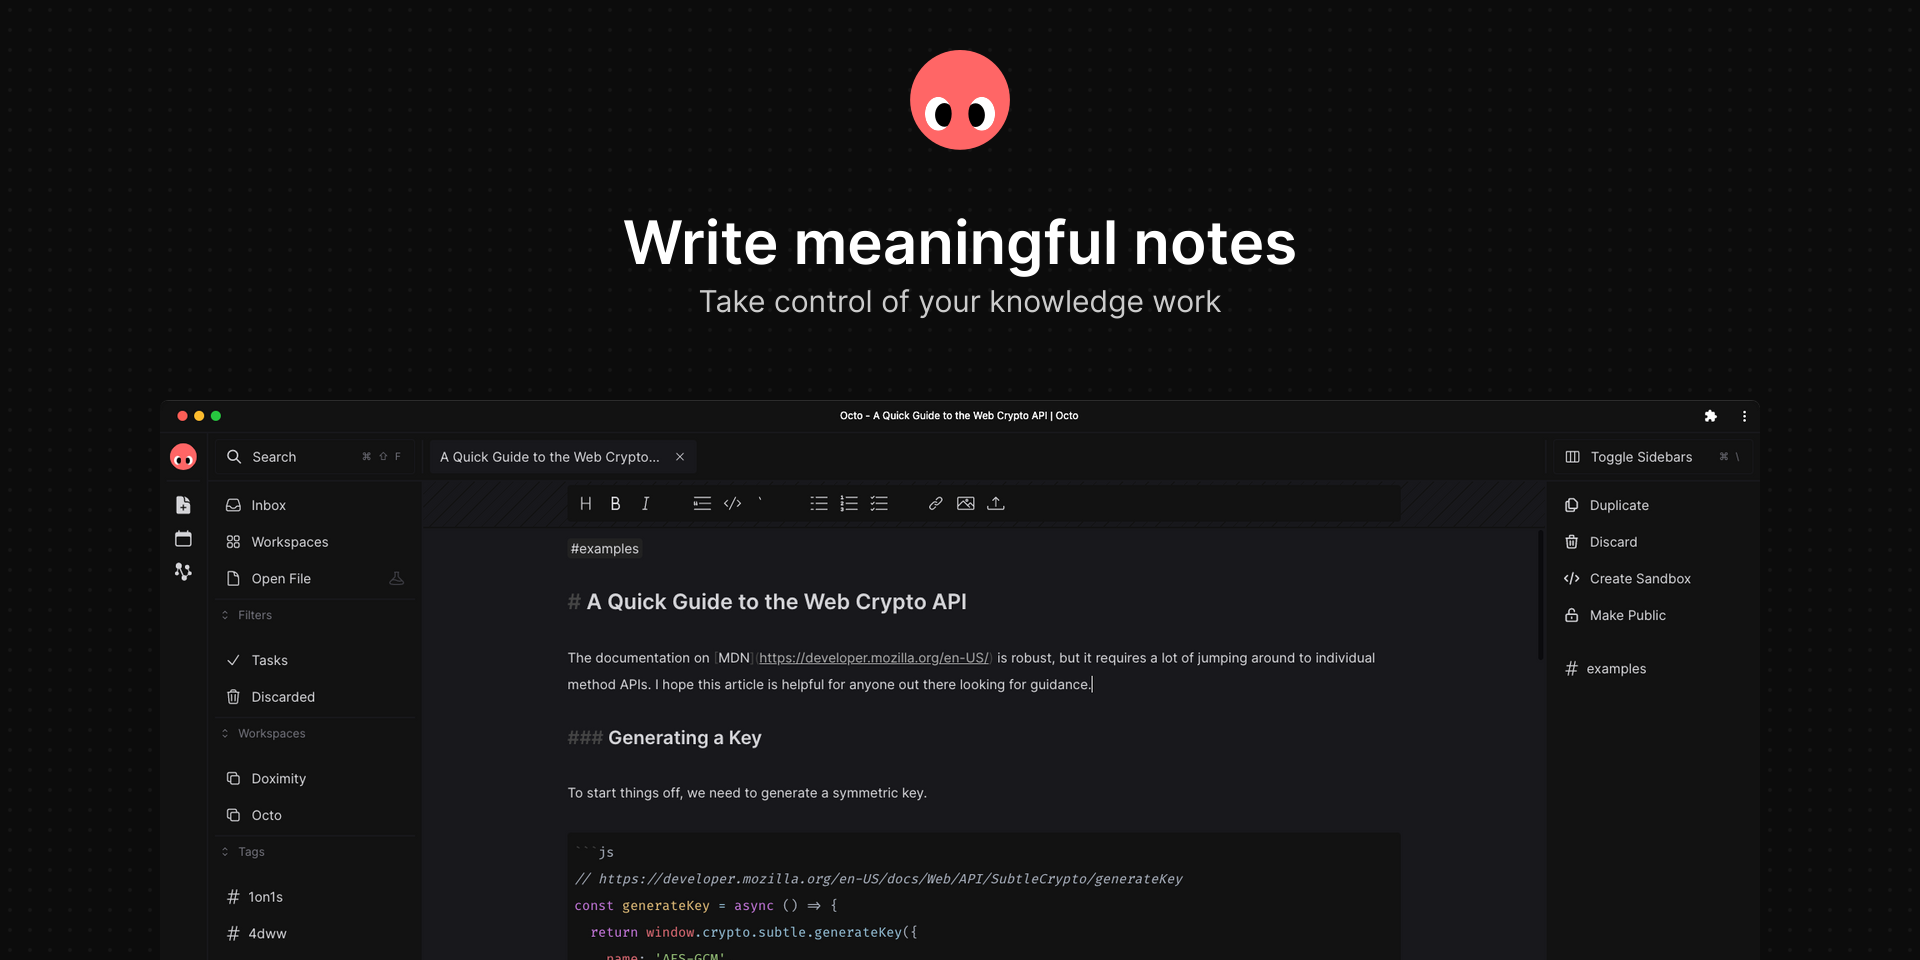 Write meaningful notes
Take control of your knowledge work
Octo - A Quick Guide to the Web Crypto API | Octo
Search ⌘ ⇧ F
A Quick Guide to the Web Crypto... ×
Toggle Sidebars ⌘ \
H B I </> `
Inbox
Workspaces
Open File
Filters
Tasks
Discarded
Workspaces
Doximity
Octo
Tags
# 1on1s
# 4dww
#examples
# A Quick Guide to the Web Crypto API
The documentation on [MDN](https://developer.mozilla.org/en-US/) is robust, but it requires a lot of jumping around to individual
method APIs. I hope this article is helpful for anyone out there looking for guidance.
### Generating a Key
To start things off, we need to generate a symmetric key.
```js
// https://developer.mozilla.org/en-US/docs/Web/API/SubtleCrypto/generateKey
const generateKey = async () => {
return window.crypto.subtle.generateKey({
name: 'AES-GCM'
Duplicate
Discard
</> Create Sandbox
Make Public
# examples